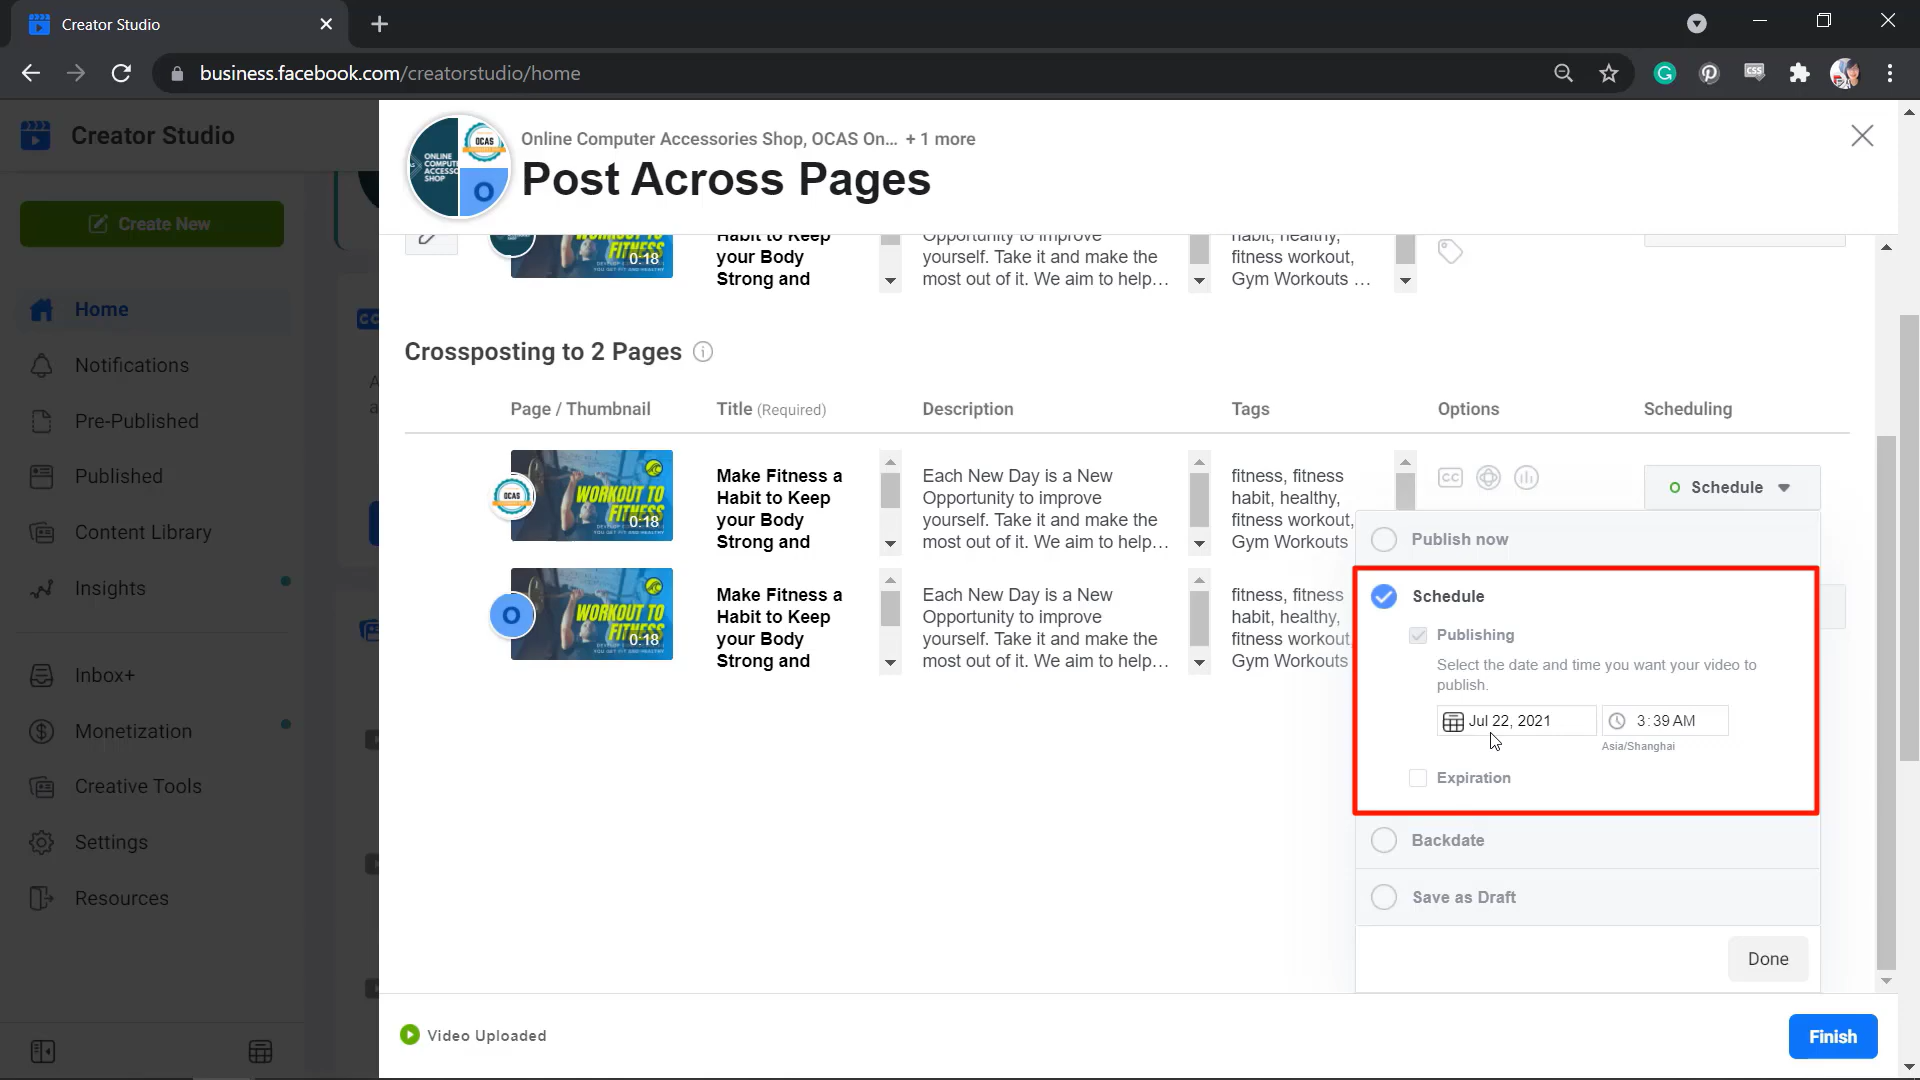 Creator Studio
business.facebook.com/creatorstudio/home
Creator Studio
Create New
Home
Notifications
Pre-Published
Published
Content Library
Insights
Inbox+
Monetization
Creative Tools
Settings
Resources
Online Computer Accessories Shop, OCAS On... + 1 more
Post Across Pages
Habit to Keep
your Body
Strong and
Opportunity to improve
yourself. Take it and make the
most out of it. We aim to help...
habit, healthy,
fitness workout,
Gym Workouts ...
0:18
Crossposting to 2 Pages
Page / Thumbnail
Title (Required)
Description
Tags
Options
Scheduling
OCAS
WORKOUT TO
FITNESS
0:18
Make Fitness a
Habit to Keep
your Body
Strong and
Each New Day is a New
Opportunity to improve
yourself. Take it and make the
most out of it. We aim to help...
fitness, fitness
habit, healthy,
fitness workout,
Gym Workouts
CC
Schedule
O
WORKOUT TO
FITNESS
0:18
Make Fitness a
Habit to Keep
your Body
Strong and
Each New Day is a New
Opportunity to improve
yourself. Take it and make the
most out of it. We aim to help...
fitness, fitness
habit, healthy,
fitness workout,
Gym Workouts
Publish now
Schedule
Publishing
Select the date and time you want your video to
publish.
Jul 22, 2021
3:39 AM
Asia/Shanghai
Expiration
Backdate
Save as Draft
Done
Video Uploaded
Finish